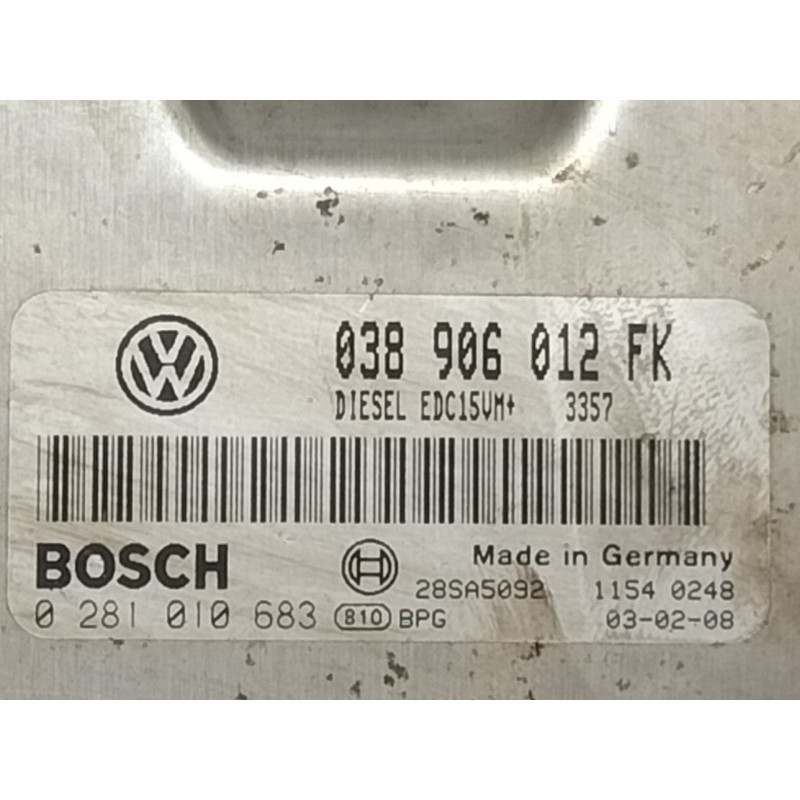 038 906 012 FK
DIESEL EDC15VM+ 3357
BOSCH
Made in Germany
28SA5092 1154 0248
0 281 010 683 810 BPG 03-02-08